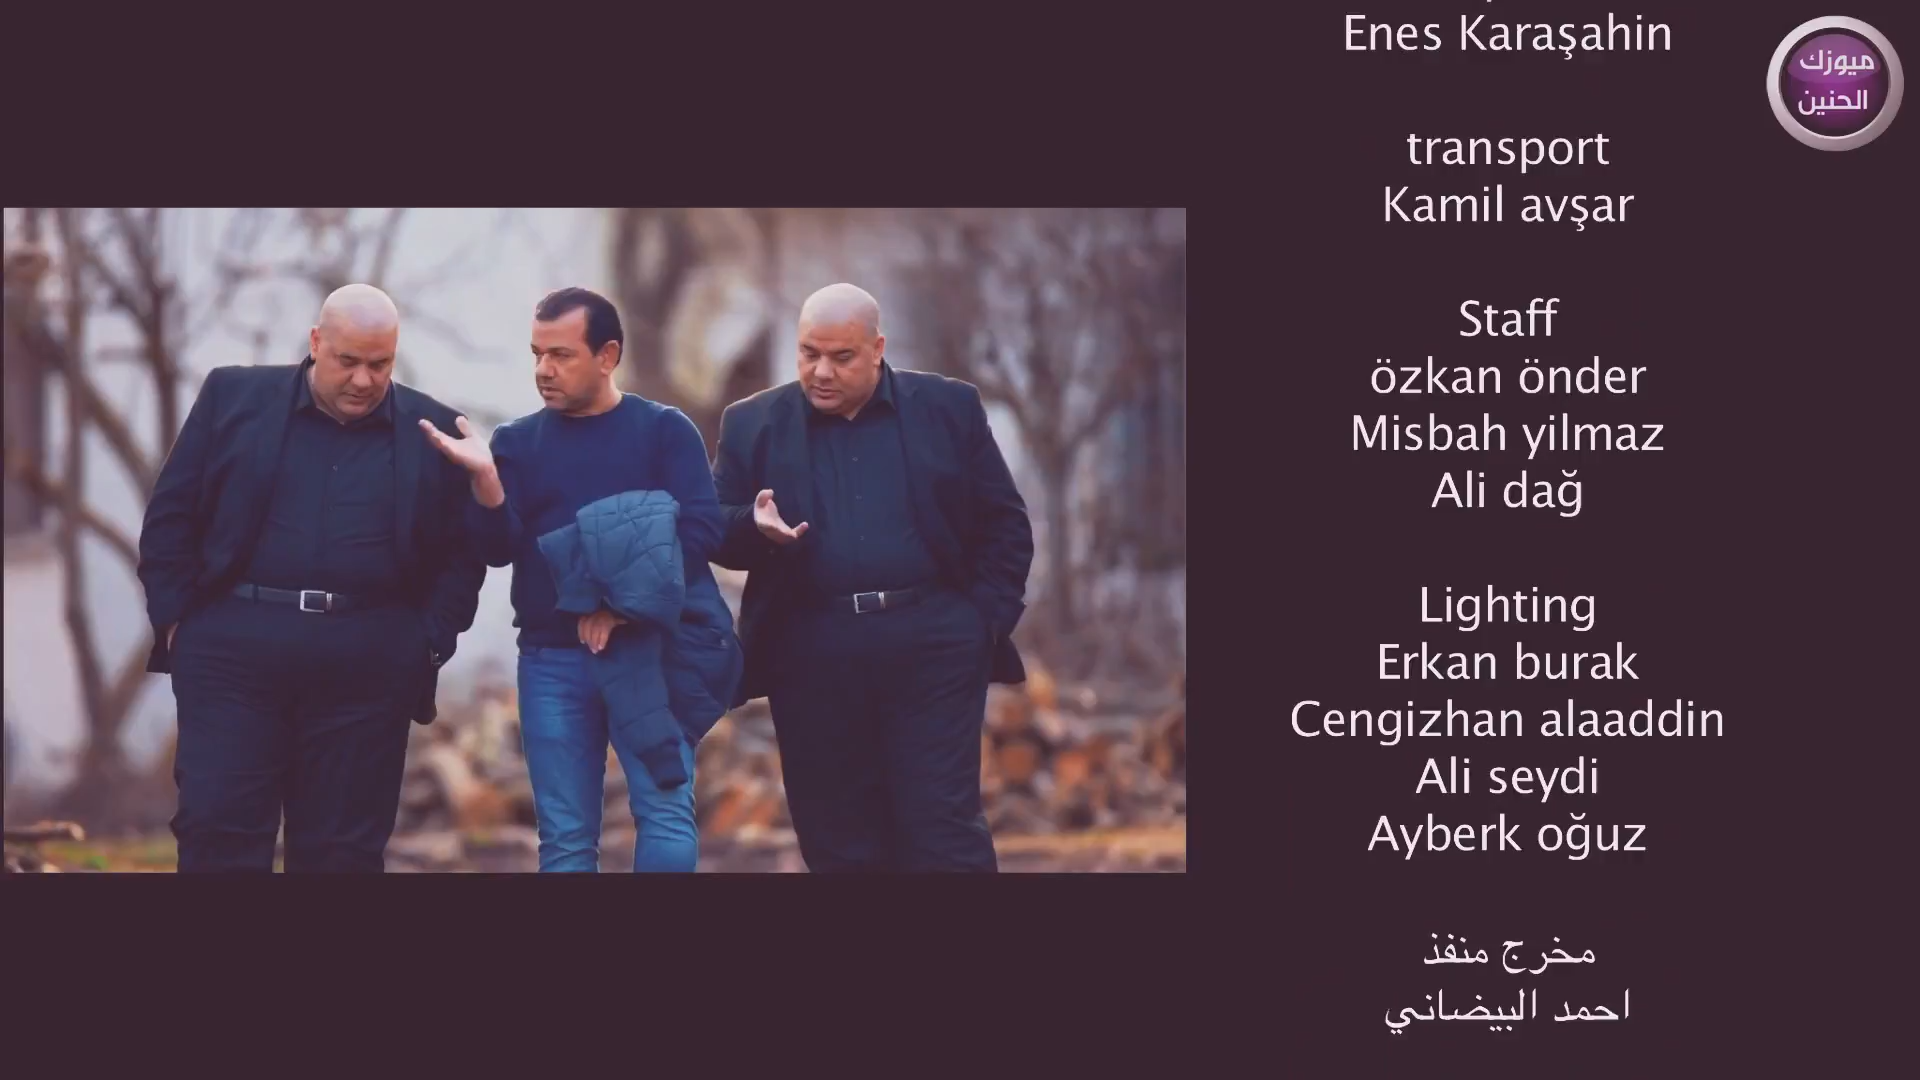 Enes Karaşahin
ميوزك
الحنين
transport
Kamil avşar
Staff
özkan önder
Misbah yilmaz
Ali dağ
Lighting
Erkan burak
Cengizhan alaaddin
Ali seydi
Ayberk oğuz
مخرج منفذ
احمد البيضاني